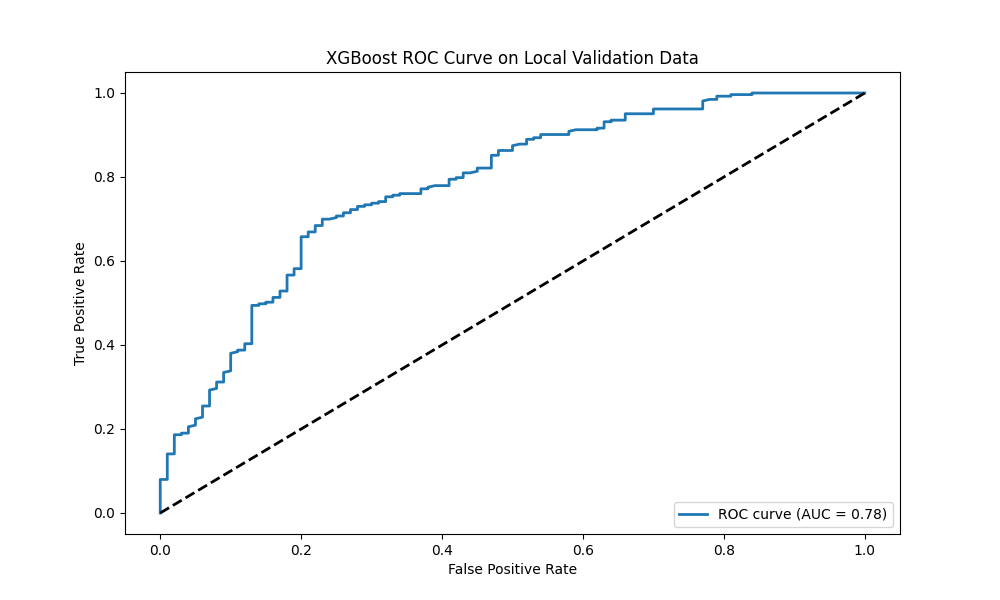 XGBoost ROC Curve on Local Validation Data
True Positive Rate
1.0
0.8
0.6
0.4
0.2
0.0
0.0 0.2 0.4 0.6 0.8 1.0
False Positive Rate
ROC curve (AUC = 0.78)